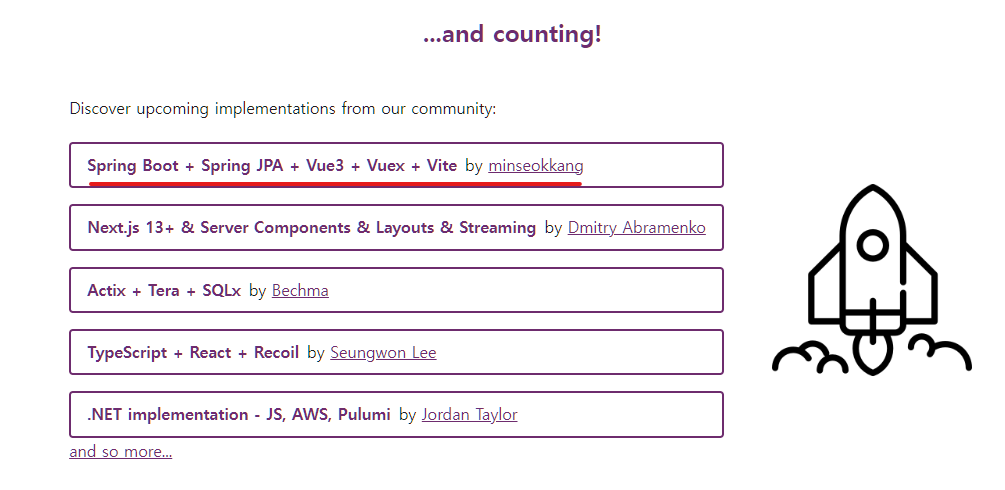 ...and counting!
Discover upcoming implementations from our community:
Spring Boot + Spring JPA + Vue3 + Vuex + Vite by minseokkang
Next.js 13+ & Server Components & Layouts & Streaming by Dmitry Abramenko
Actix + Tera + SQLx by Bechma
TypeScript + React + Recoil by Seungwon Lee
.NET implementation - JS, AWS, Pulumi by Jordan Taylor
and so more...